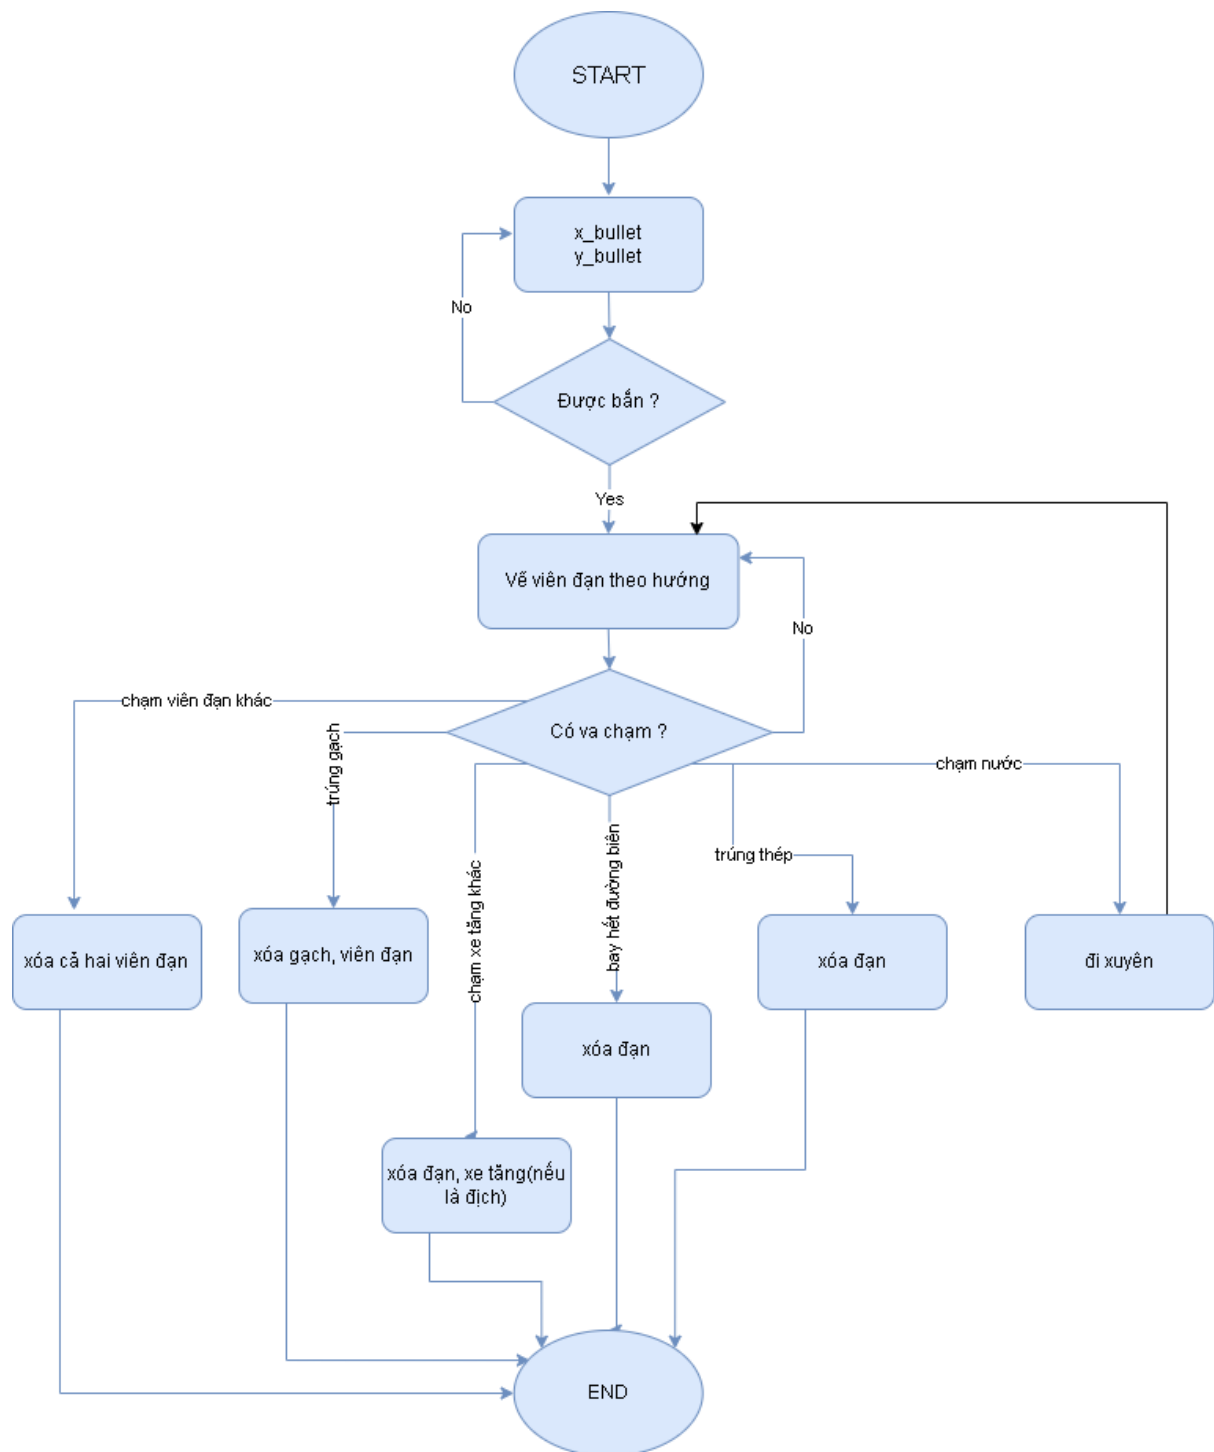 START
x_bullet
y_bullet
No
Được bắn ?
Yes
Vẽ viên đạn theo hướng
No
chạm viên đạn khác
Có va chạm ?
trúng gạch
chạm nước
trúng thép
chạm xe tăng khác
bay hết đường biên
xóa cả hai viên đạn
xóa gạch, viên đạn
xóa đạn
đi xuyên
xóa đạn
xóa đạn, xe tăng(nếu
là địch)
END